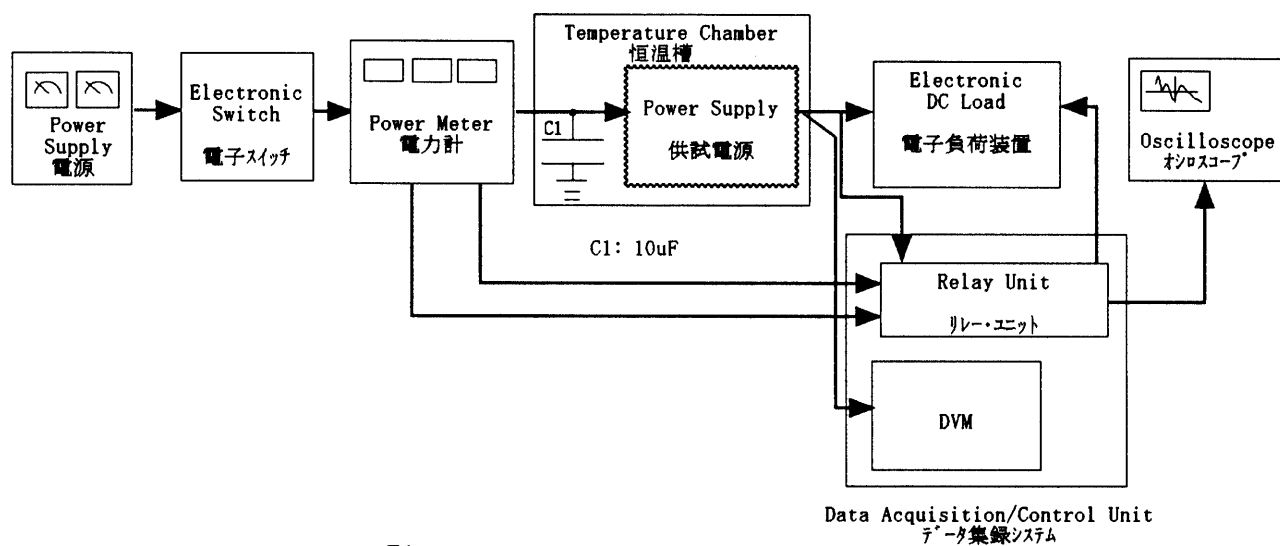 Power
Supply
電源
Electronic
Switch
電子スイッチ
Power Meter
電力計
Temperature Chamber
恒温槽
C1
Power Supply
供試電源
Electronic
DC Load
電子負荷装置
Oscilloscope
オシロスコープ
C1: 10uF
Relay Unit
リレー・ユニット
DVM
Data Acquisition/Control Unit
データ集録システム